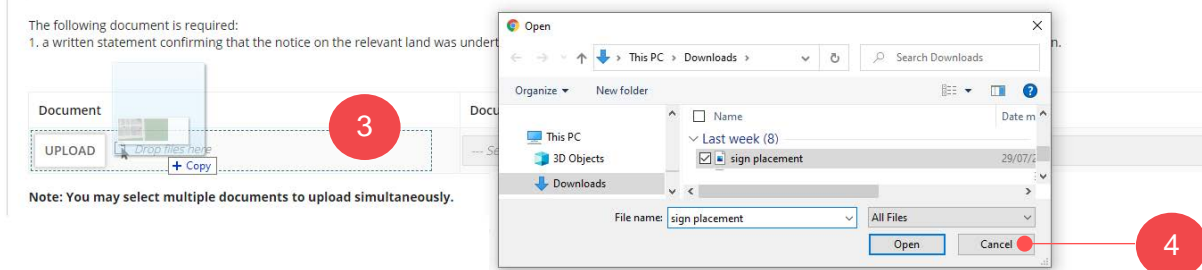 The following document is required:
1. a written statement confirming that the notice on the relevant land was undert
n.
Document
Docu
UPLOAD
Drop files here
+ Copy
3
--- Se
Note: You may select multiple documents to upload simultaneously.
Open
This PC > Downloads >
Search Downloads
Organize
New folder
?
Name
Date m
This PC
Last week (8)
3D Objects
sign placement
29/07/2
Downloads
File name:
sign placement
All Files
Open
Cancel
4